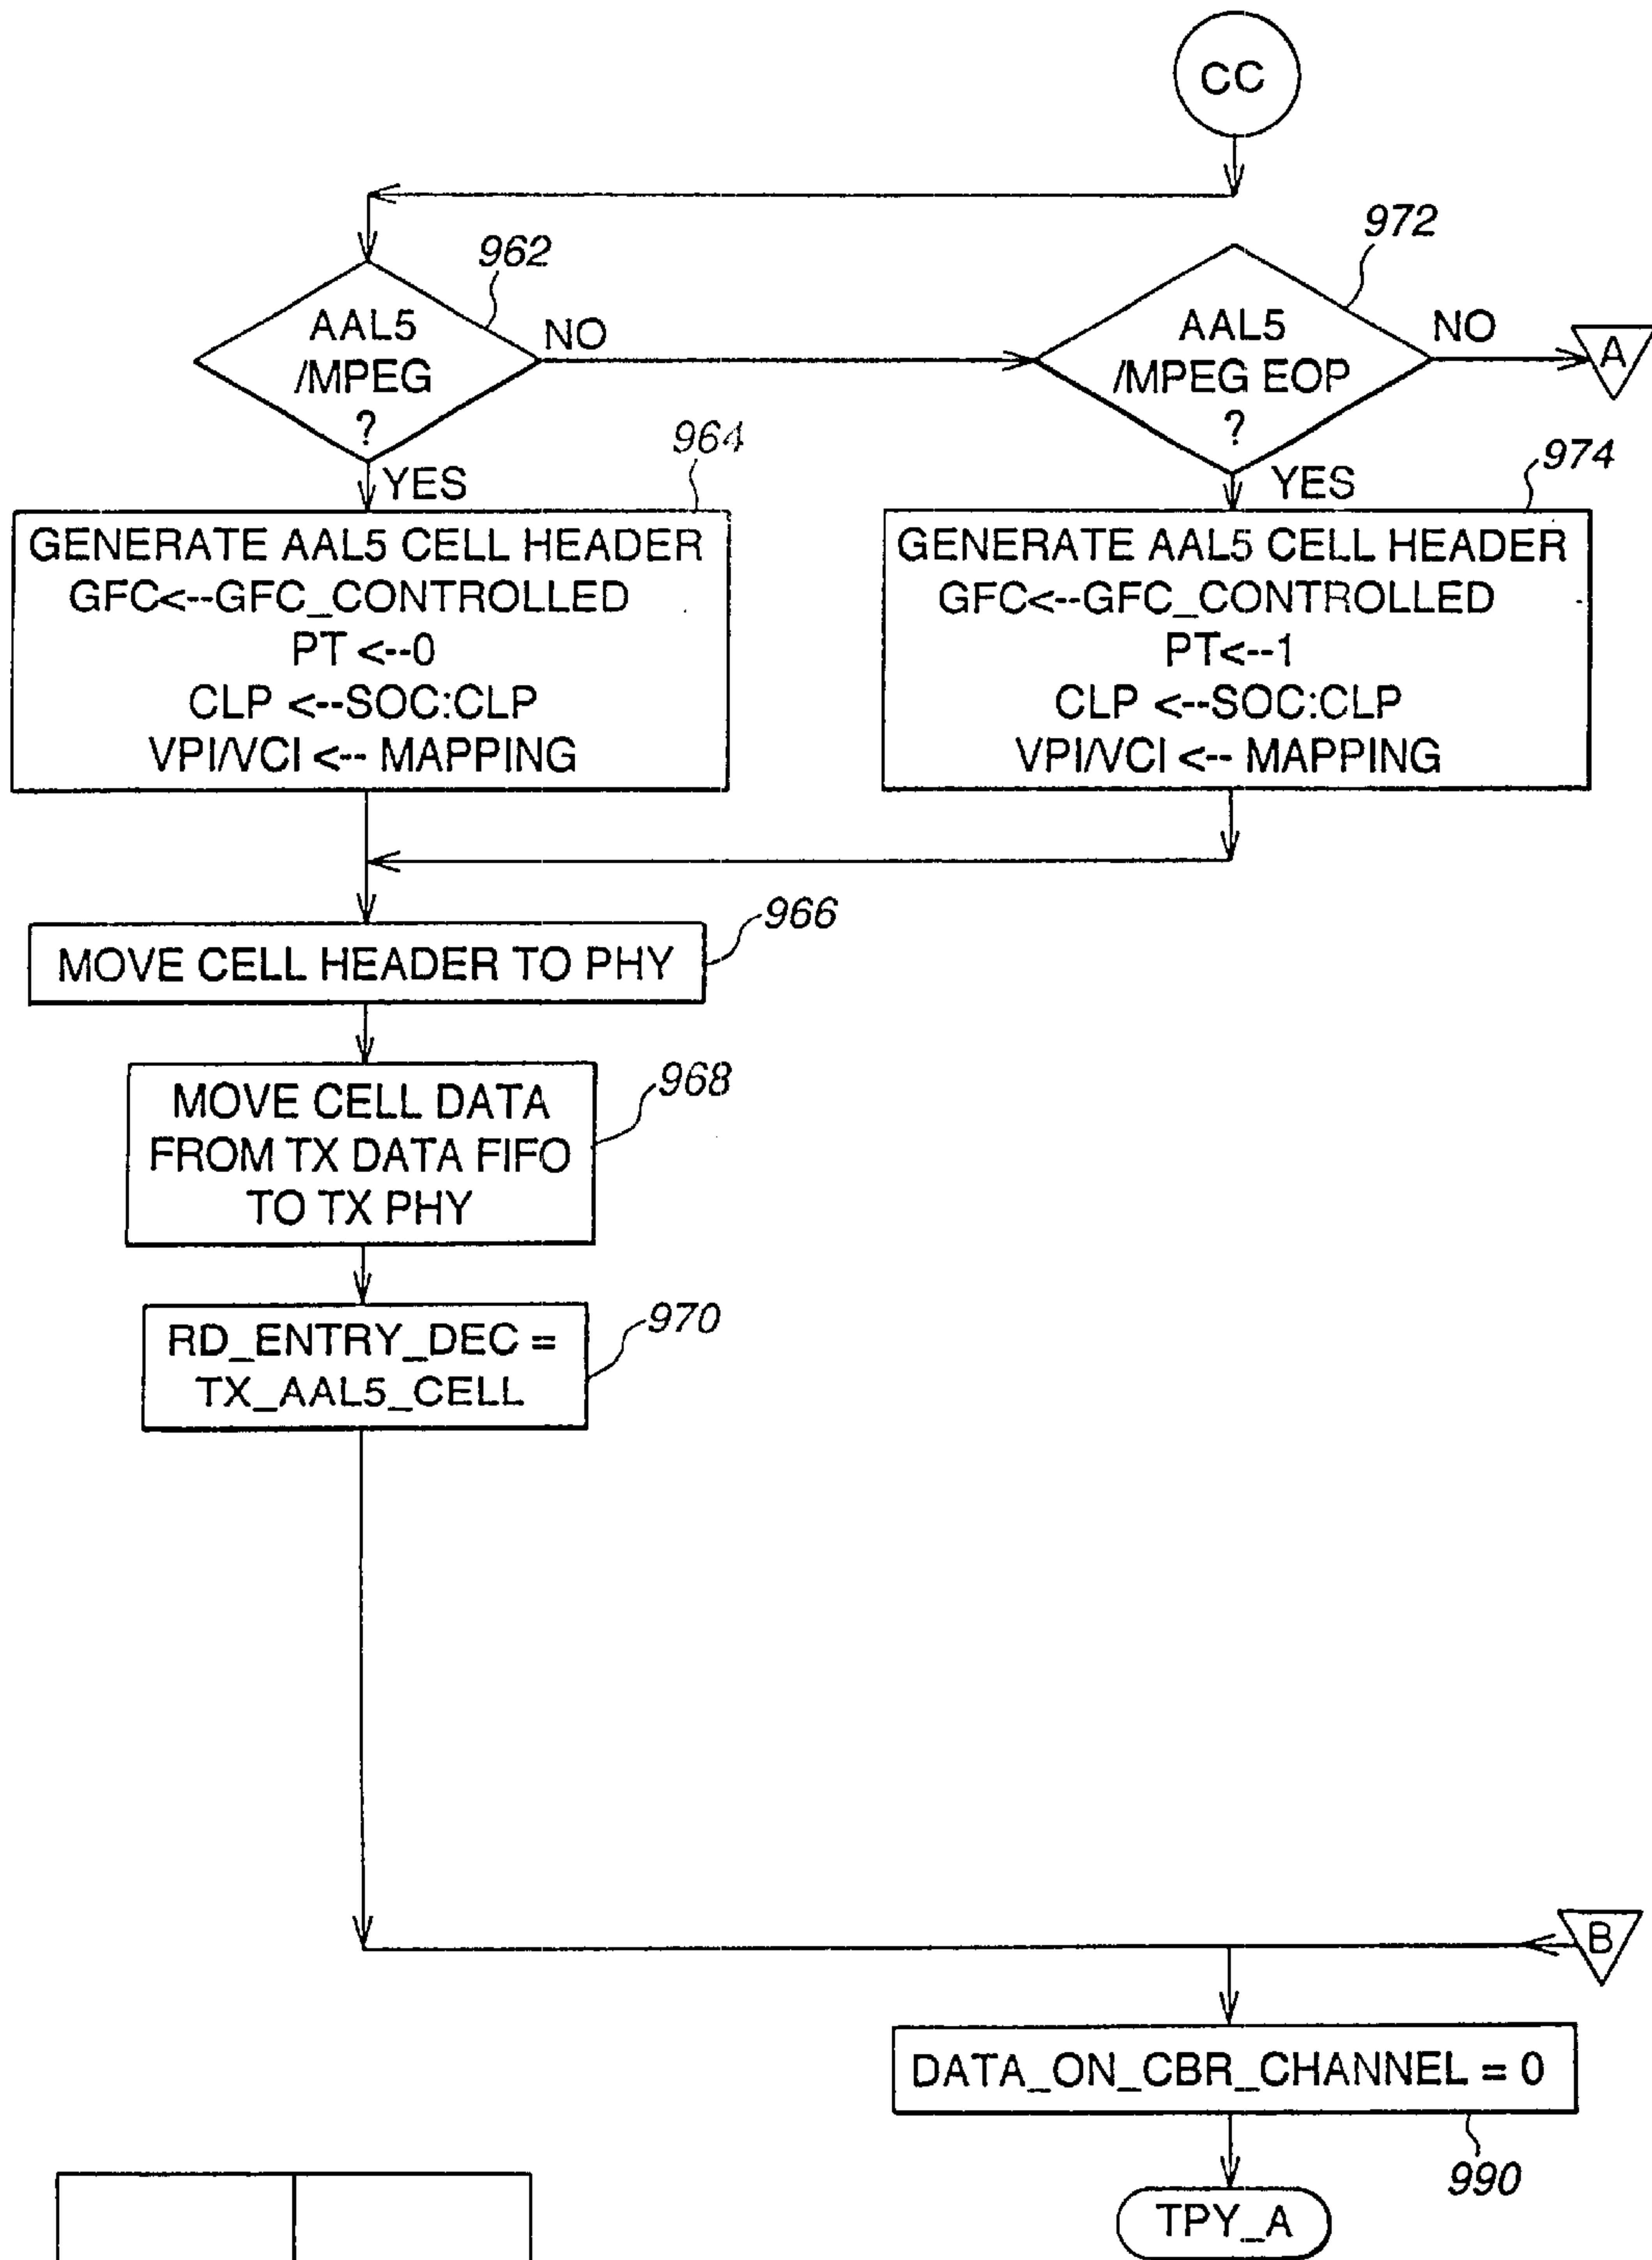 CC
962
972
AAL5
/MPEG
?
NO
AAL5
/MPEG EOP
?
NO
A
YES
964
YES
974
GENERATE AAL5 CELL HEADER
GFC<--GFC_CONTROLLED
PT <--0
CLP <--SOC:CLP
VPI/VCI <-- MAPPING
GENERATE AAL5 CELL HEADER
GFC<--GFC_CONTROLLED
PT<--1
CLP <--SOC:CLP
VPI/VCI <-- MAPPING
966
MOVE CELL HEADER TO PHY
968
MOVE CELL DATA
FROM TX DATA FIFO
TO TX PHY
970
RD_ENTRY_DEC =
TX_AAL5_CELL
B
DATA_ON_CBR_CHANNEL = 0
990
TPY_A